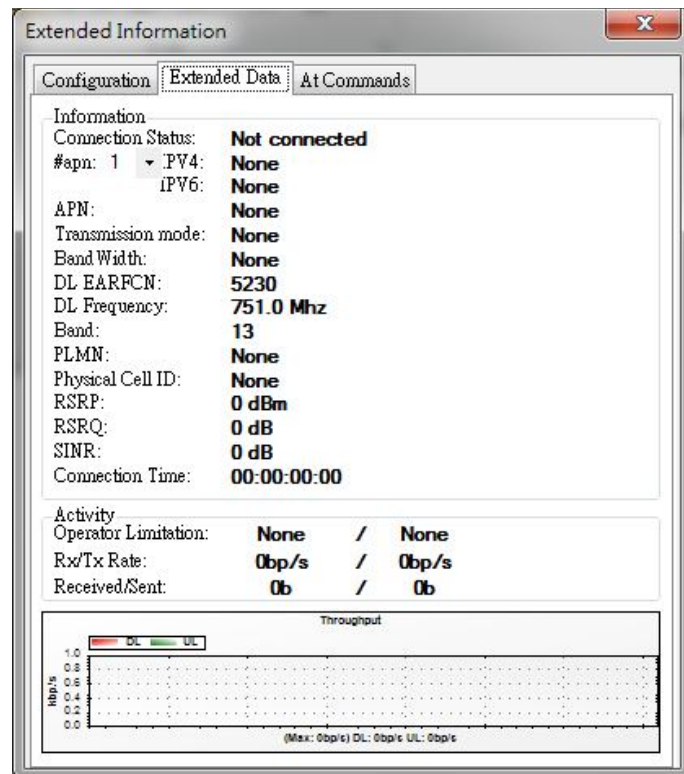 Extended Information
Configuration Extended Data At Commands
Information
Connection Status: Not connected
#apn: 1 IPV4: None
IPV6: None
APN: None
Transmission mode: None
Band Width: None
DL EARFCN: 5230
DL Frequency: 751.0 Mhz
Band: 13
PLMN: None
Physical Cell ID: None
RSRP: 0 dBm
RSRQ: 0 dB
SINR: 0 dB
Connection Time: 00:00:00:00
Activity
Operator Limitation: None / None
Rx/Tx Rate: 0bp/s / 0bp/s
Received/Sent: 0b / 0b
Throughput
DL UL
kbp/s
1.0
0.8
0.6
0.4
0.2
0.0
(Max: 0bp/s) DL: 0bp/s UL: 0bp/s